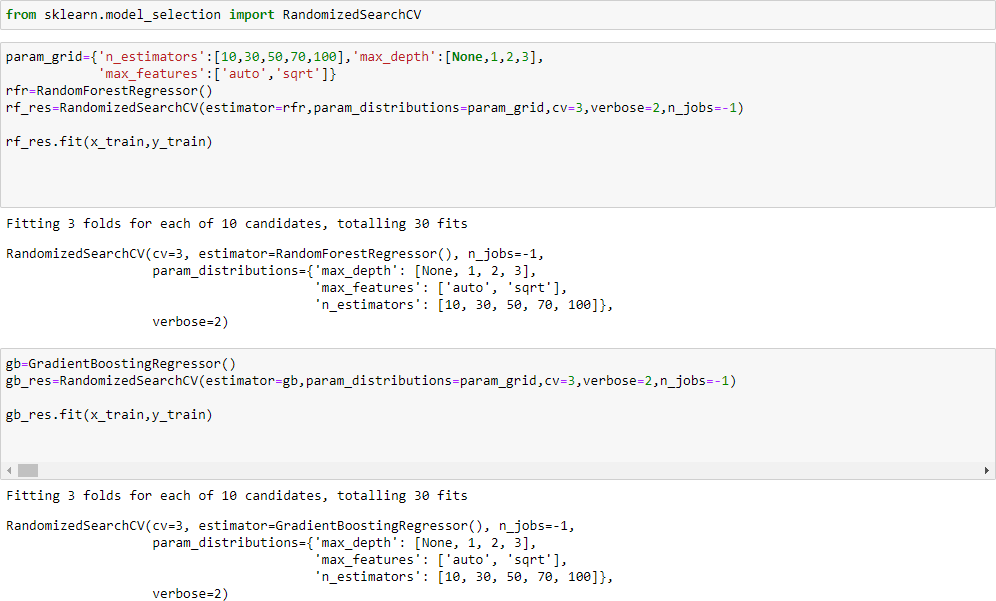 from sklearn.model_selection import RandomizedSearchCV
param_grid={'n_estimators':[10,30,50,70,100],'max_depth':[None,1,2,3],
            'max_features':['auto','sqrt']}
rfr=RandomForestRegressor()
rf_res=RandomizedSearchCV(estimator=rfr,param_distributions=param_grid,cv=3,verbose=2,n_jobs=-1)
rf_res.fit(x_train,y_train)
Fitting 3 folds for each of 10 candidates, totalling 30 fits
RandomizedSearchCV(cv=3, estimator=RandomForestRegressor(), n_jobs=-1,
                   param_distributions={'max_depth': [None, 1, 2, 3],
                                        'max_features': ['auto', 'sqrt'],
                                        'n_estimators': [10, 30, 50, 70, 100]},
                   verbose=2)
gb=GradientBoostingRegressor()
gb_res=RandomizedSearchCV(estimator=gb,param_distributions=param_grid,cv=3,verbose=2,n_jobs=-1)
gb_res.fit(x_train,y_train)
Fitting 3 folds for each of 10 candidates, totalling 30 fits
RandomizedSearchCV(cv=3, estimator=GradientBoostingRegressor(), n_jobs=-1,
                   param_distributions={'max_depth': [None, 1, 2, 3],
                                        'max_features': ['auto', 'sqrt'],
                                        'n_estimators': [10, 30, 50, 70, 100]},
                   verbose=2)